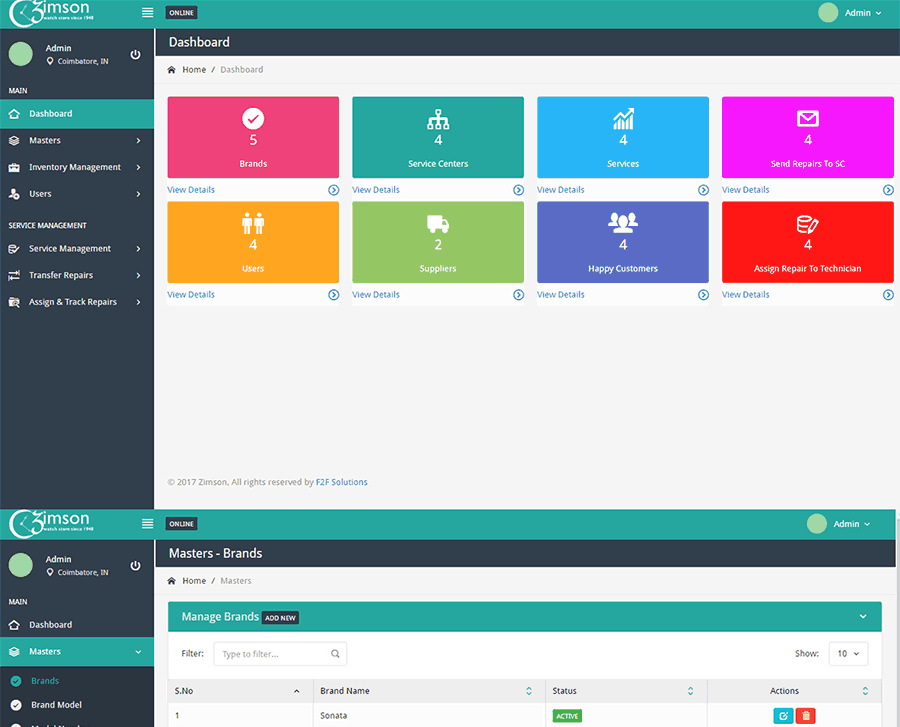 Zimson
watch store since 1948
ONLINE
Admin
Admin
Coimbatore, IN
Dashboard
Home / Dashboard
MAIN
Dashboard
Masters
Inventory Management
Users
SERVICE MANAGEMENT
Service Management
Transfer Repairs
Assign & Track Repairs
5
Brands
View Details
4
Service Centers
View Details
4
Services
View Details
4
Send Repairs To SC
View Details
4
Users
View Details
2
Suppliers
View Details
4
Happy Customers
View Details
4
Assign Repair To Technician
View Details
© 2017 Zimson, All rights reserved by F2F Solutions
Zimson
watch store since 1948
ONLINE
Admin
Admin
Coimbatore, IN
Masters - Brands
Home / Masters
MAIN
Dashboard
Masters
Brands
Brand Model
Manage Brands ADD NEW
Filter: Type to filter... Show: 10
S.No Brand Name Status Actions
1 Sonata ACTIVE